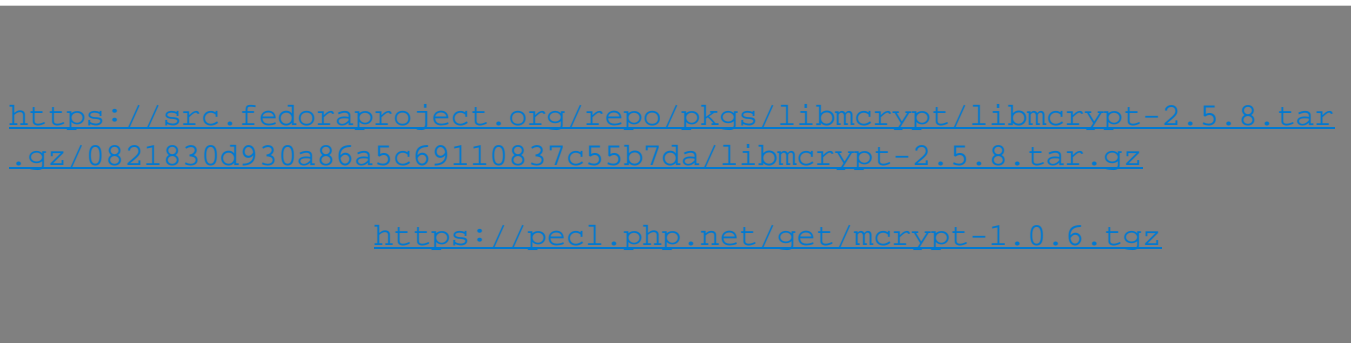 https://src.fedoraproject.org/repo/pkgs/libmcrypt/libmcrypt-2.5.8.tar
.gz/0821830d930a86a5c69110837c55b7da/libmcrypt-2.5.8.tar.gz
https://pecl.php.net/get/mcrypt-1.0.6.tgz